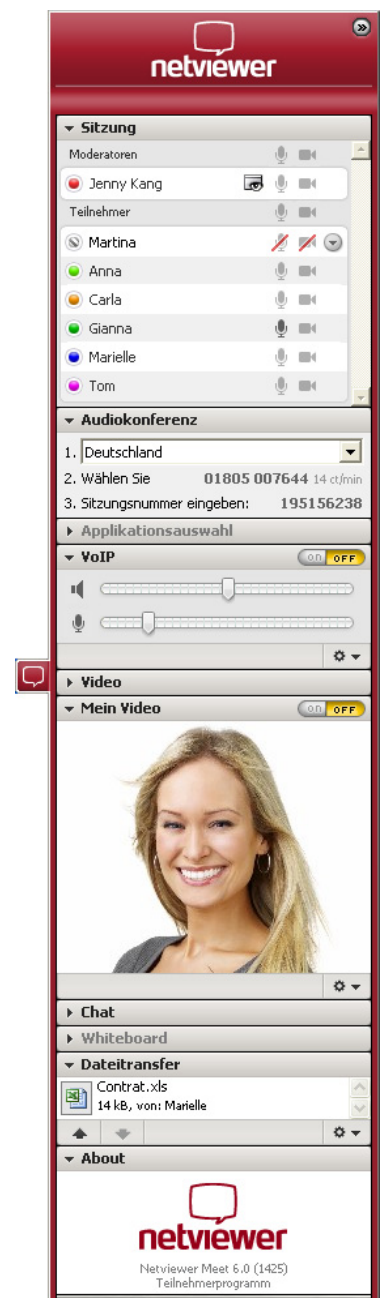 netviewer
Sitzung
Moderatoren
Jenny Kang
Teilnehmer
Martina
Anna
Carla
Gianna
Marielle
Tom
Audiokonferenz
1. Deutschland
2. Wählen Sie 01805 007644 14 ct/min
3. Sitzungsnummer eingeben: 195156238
Applikationsauswahl
VoIP on OFF
Video
Mein Video on OFF
Chat
Whiteboard
Dateitransfer
Contrat.xls
14 kB, von: Marielle
About
netviewer
Netviewer Meet 6.0 (1425)
Teilnehmerprogramm